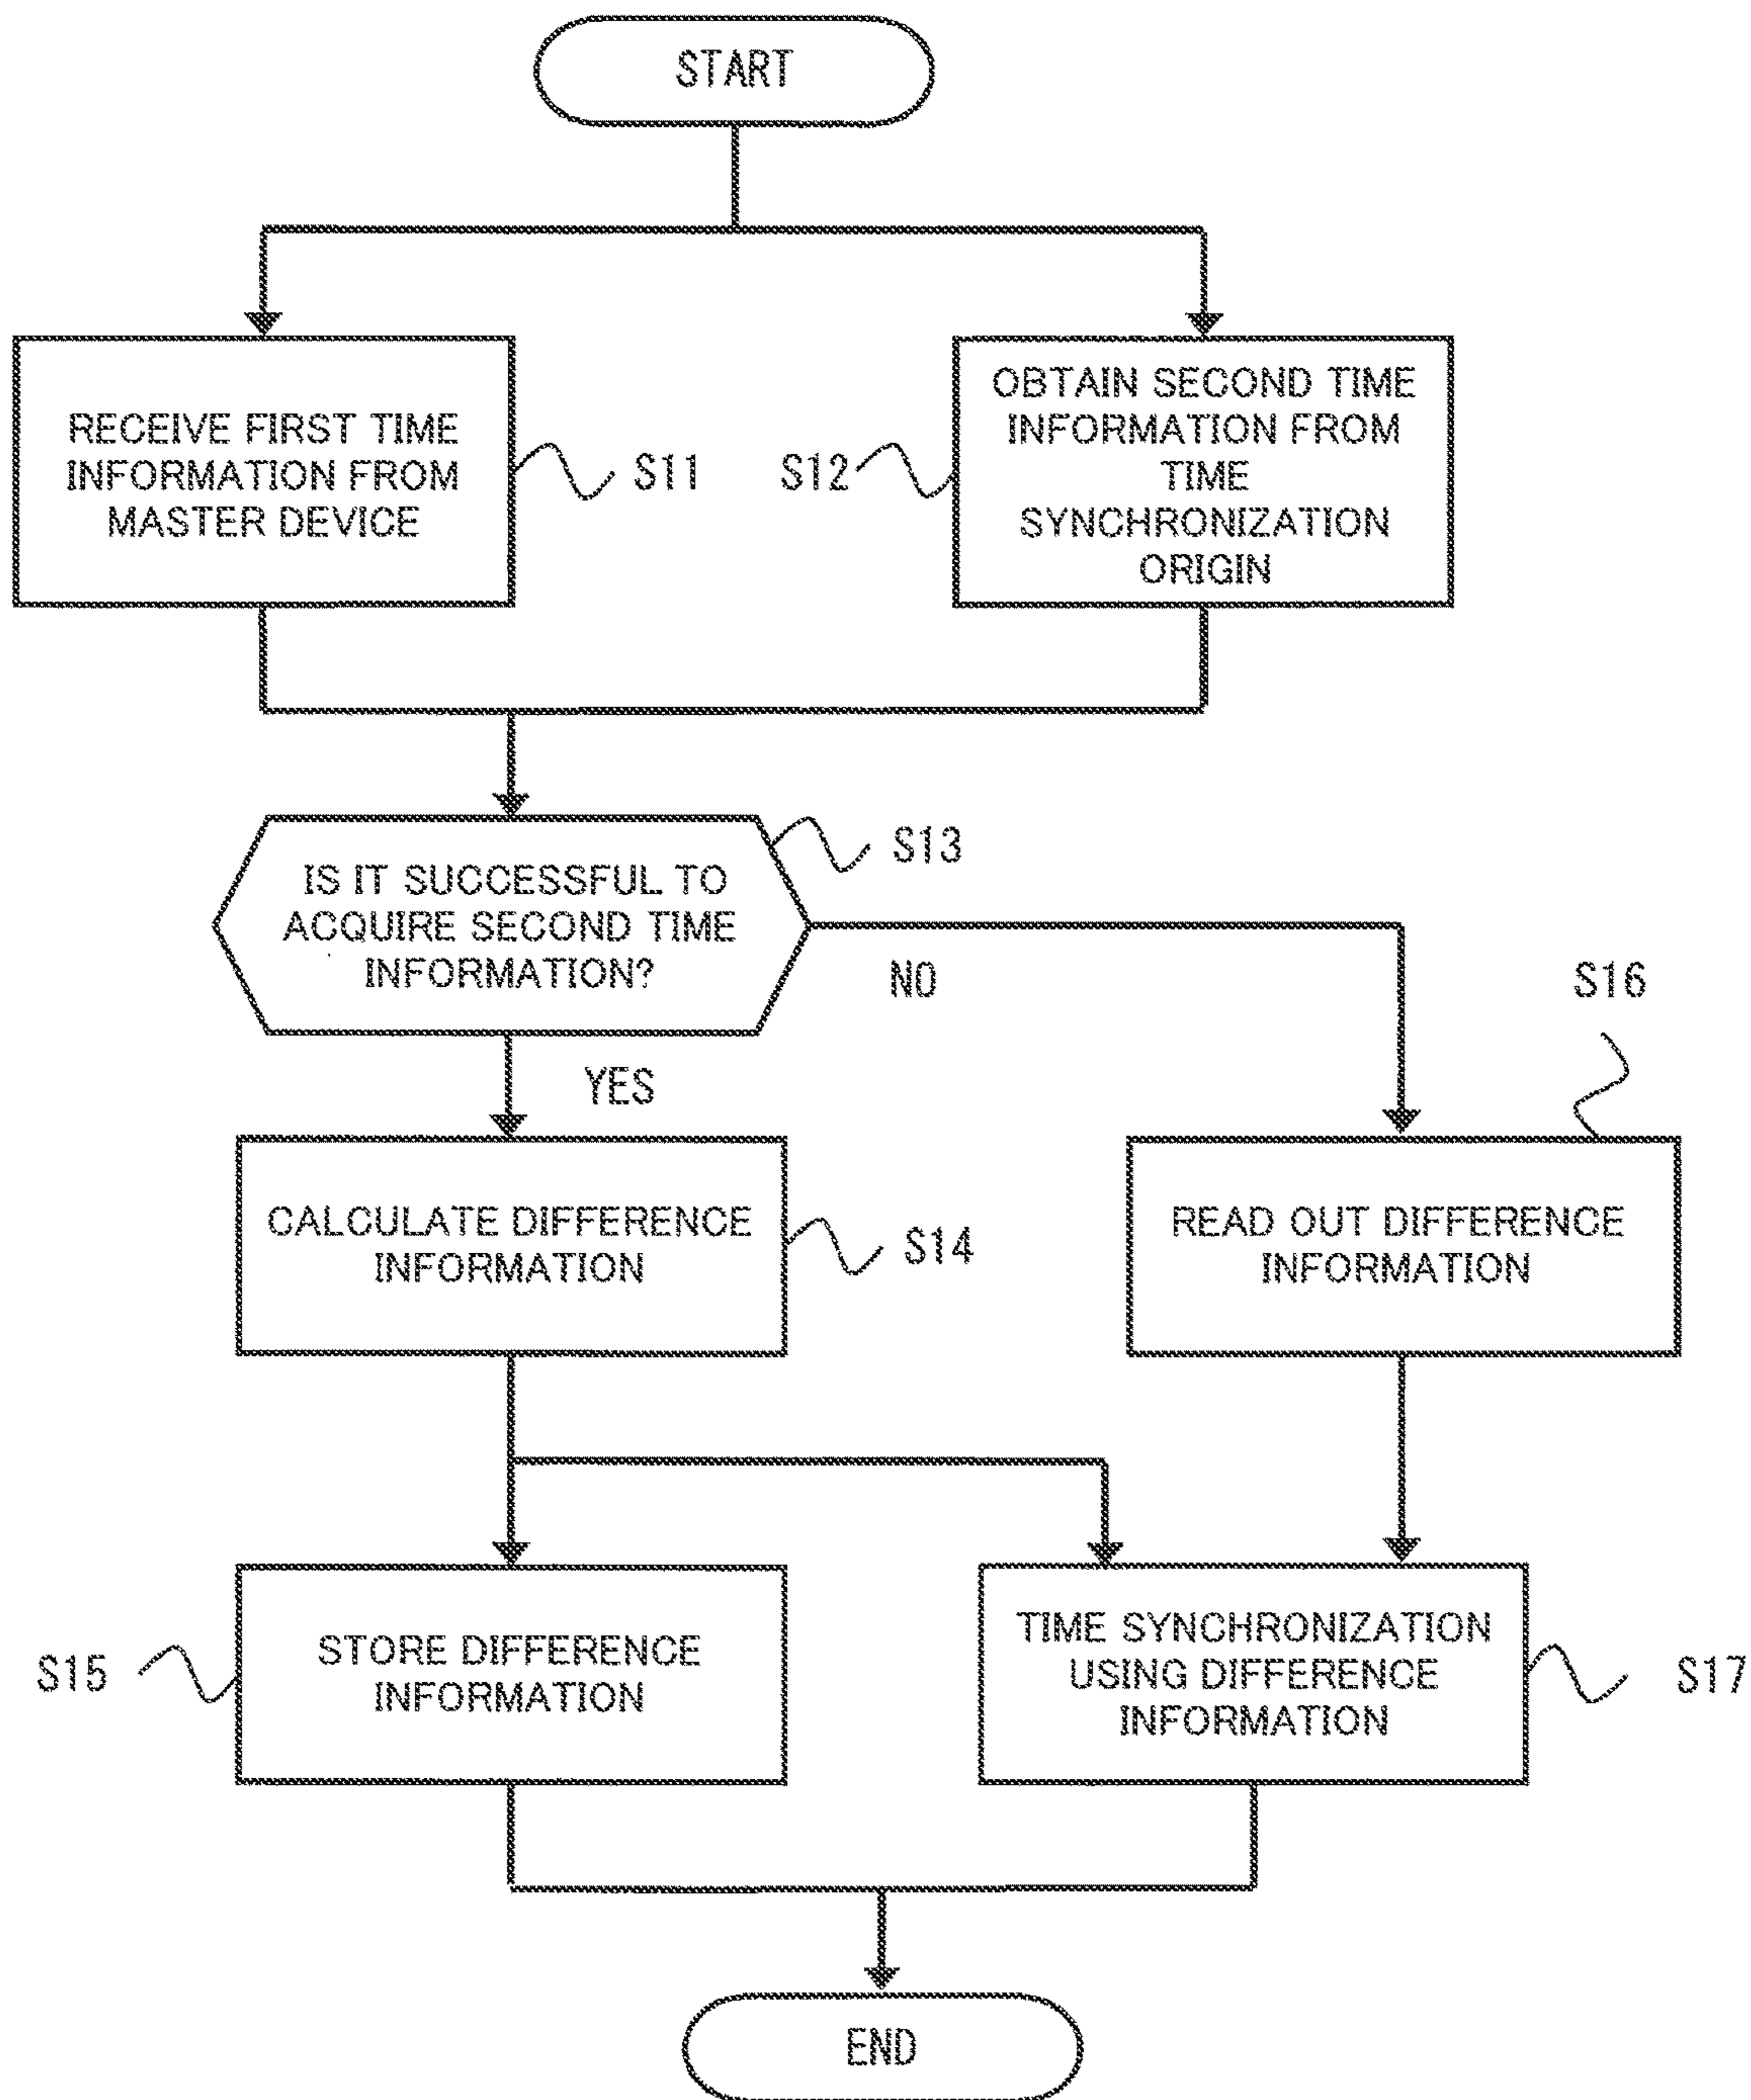 START
RECEIVE FIRST TIME
INFORMATION FROM
MASTER DEVICE
S11
S12
OBTAIN SECOND TIME
INFORMATION FROM
TIME
SYNCHRONIZATION
ORIGIN
IS IT SUCCESSFUL TO
ACQUIRE SECOND TIME
INFORMATION?
S13
NO
YES
S16
CALCULATE DIFFERENCE
INFORMATION
S14
READ OUT DIFFERENCE
INFORMATION
S15
STORE DIFFERENCE
INFORMATION
TIME SYNCHRONIZATION
USING DIFFERENCE
INFORMATION
S17
END